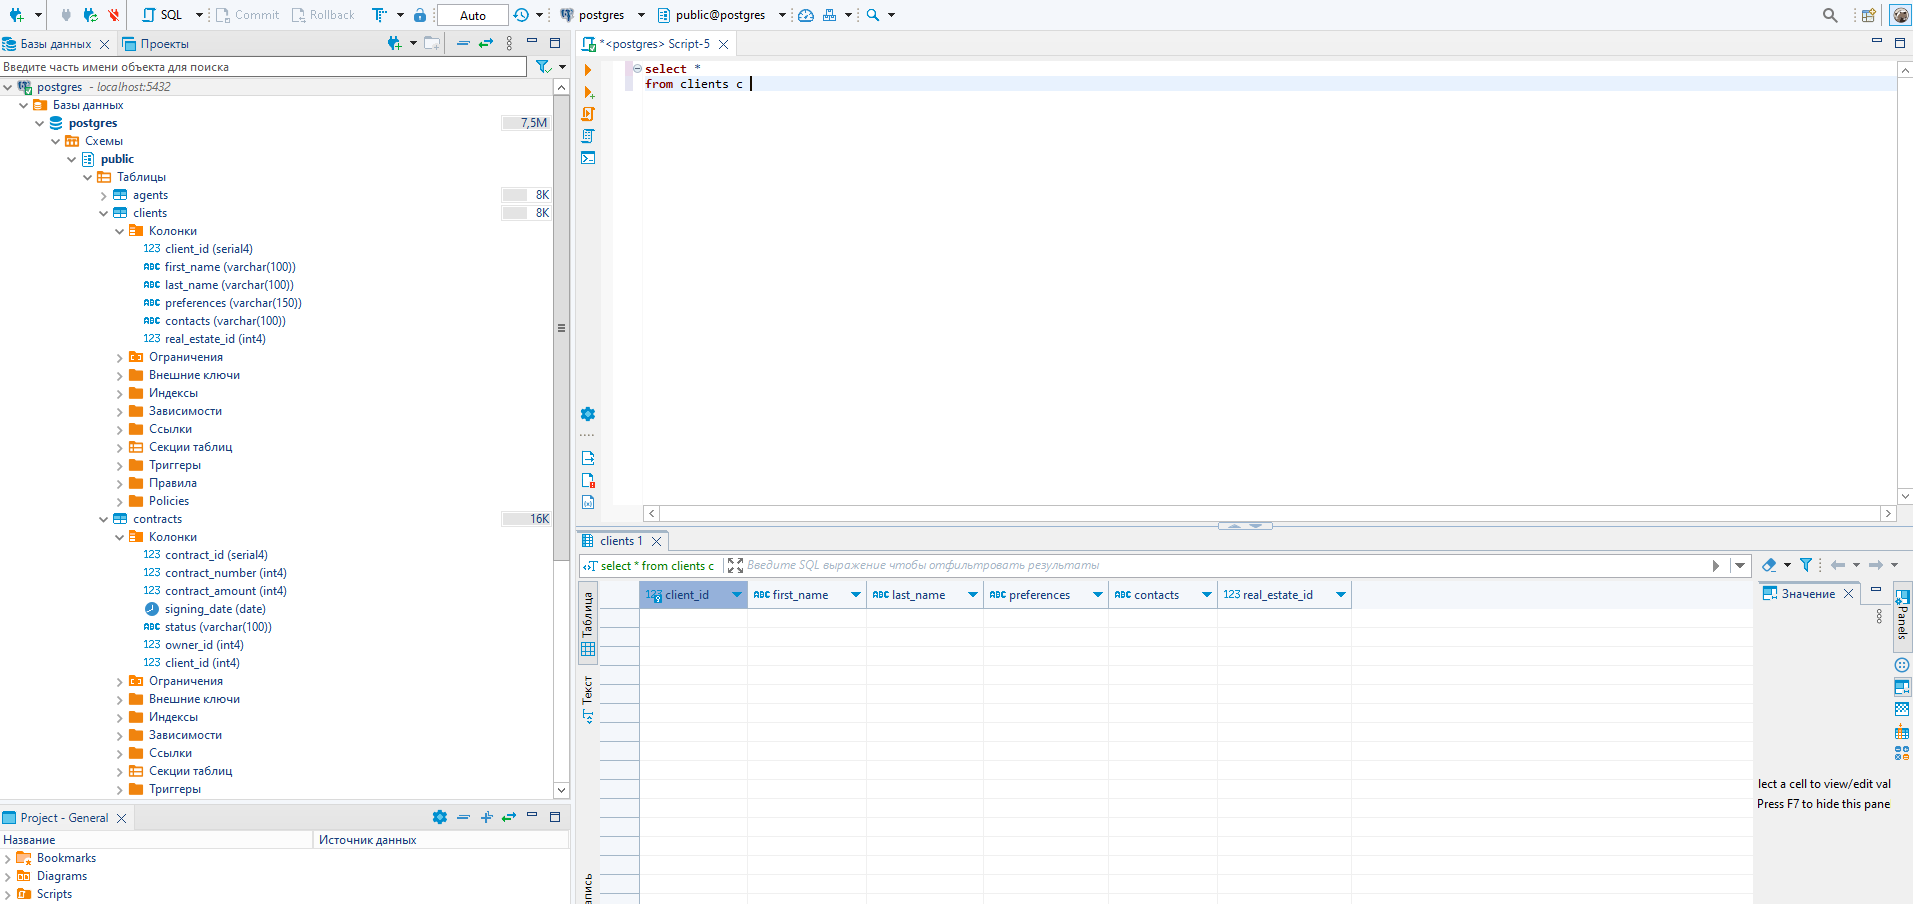 SQL Commit Rollback Auto postgres public@postgres
Базы данных Проекты
Введите часть имени объекта для поиска
postgres - localhost:5432
Базы данных
postgres 7,5M
Схемы
public
Таблицы
agents 8K
clients 8K
Колонки
123 client_id (serial4)
ABC first_name (varchar(100))
ABC last_name (varchar(100))
ABC preferences (varchar(150))
ABC contacts (varchar(100))
123 real_estate_id (int4)
Ограничения
Внешние ключи
Индексы
Зависимости
Ссылки
Секции таблиц
Триггеры
Правила
Policies
contracts 16K
Колонки
123 contract_id (serial4)
123 contract_number (int4)
123 contract_amount (int4)
signing_date (date)
ABC status (varchar(100))
123 owner_id (int4)
123 client_id (int4)
Ограничения
Внешние ключи
Индексы
Зависимости
Ссылки
Секции таблиц
Триггеры
Project - General
Название Источник данных
Bookmarks
Diagrams
Scripts
*<postgres> Script-5
select *
from clients c
clients 1
select * from clients c Введите SQL выражение чтобы отфильтровать результаты
Таблица
Текст
апись
123 client_id ABC first_name ABC last_name ABC preferences ABC contacts 123 real_estate_id
Значение
Panels
lect a cell to view/edit val
Press F7 to hide this pane